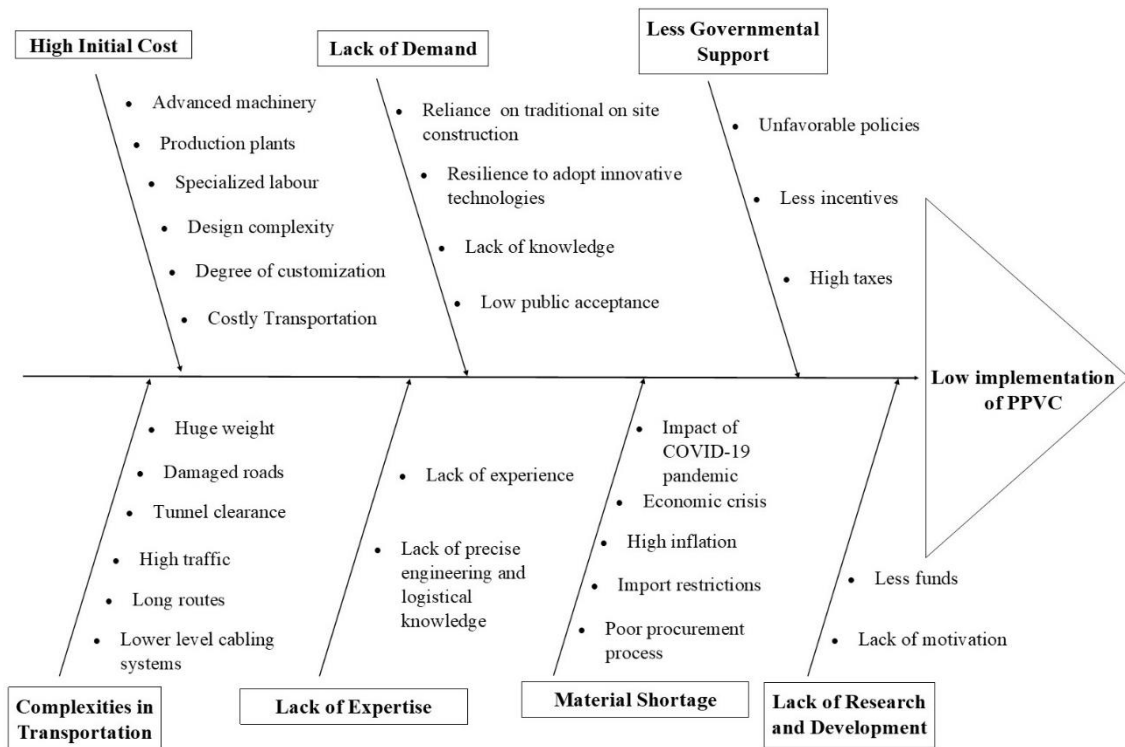 High Initial Cost
Advanced machinery
Production plants
Specialized labour
Design complexity
Degree of customization
Costly Transportation
Lack of Demand
Reliance on traditional on site
construction
Resilience to adopt innovative
technologies
Lack of knowledge
Low public acceptance
Less Governmental
Support
Unfavorable policies
Less incentives
High taxes
Low implementation
of PPVC
Huge weight
Damaged roads
Tunnel clearance
High traffic
Long routes
Lower level cabling
systems
Complexities in
Transportation
Lack of experience
Lack of precise
engineering and
logistical
knowledge
Lack of Expertise
Impact of
COVID-19
pandemic
Economic crisis
High inflation
Import restrictions
Poor procurement
process
Material Shortage
Less funds
Lack of motivation
Lack of Research
and Development